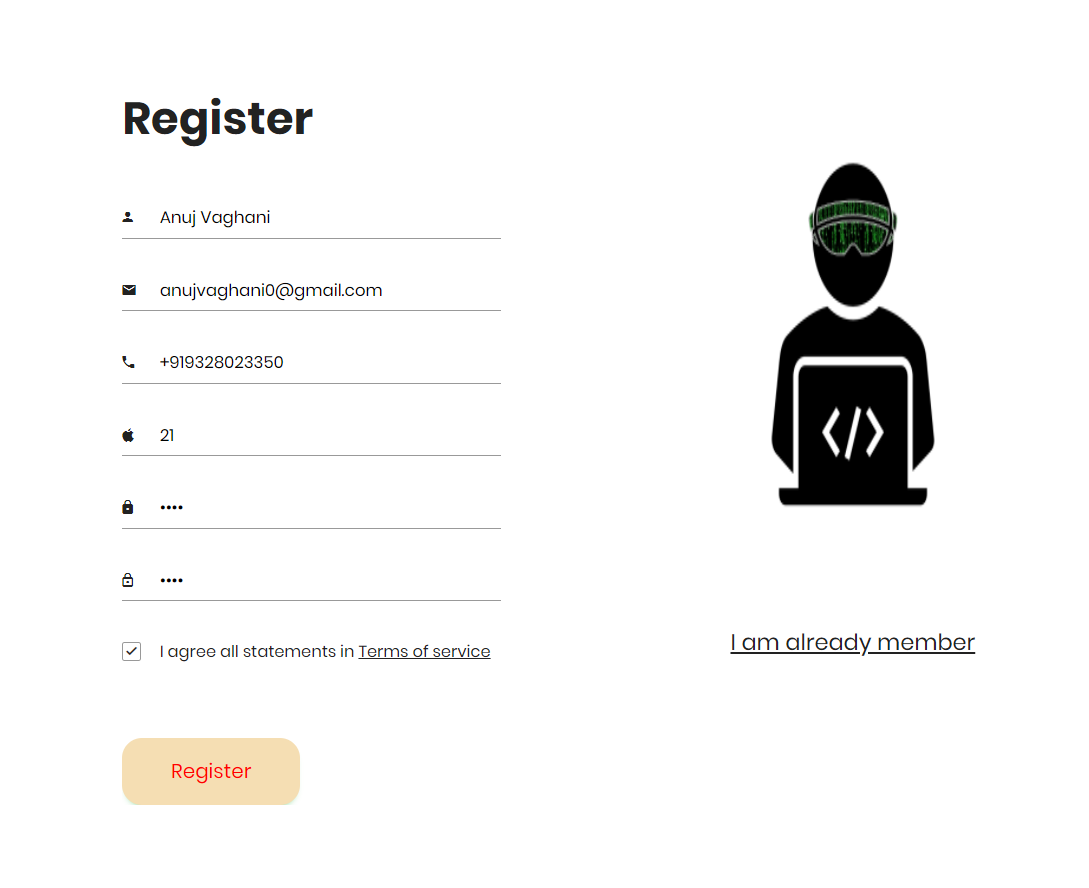 Register
Anuj Vaghani
anujvaghani0@gmail.com
+919328023350
21
••••
••••
I agree all statements in Terms of service
Register
</>
I am already member